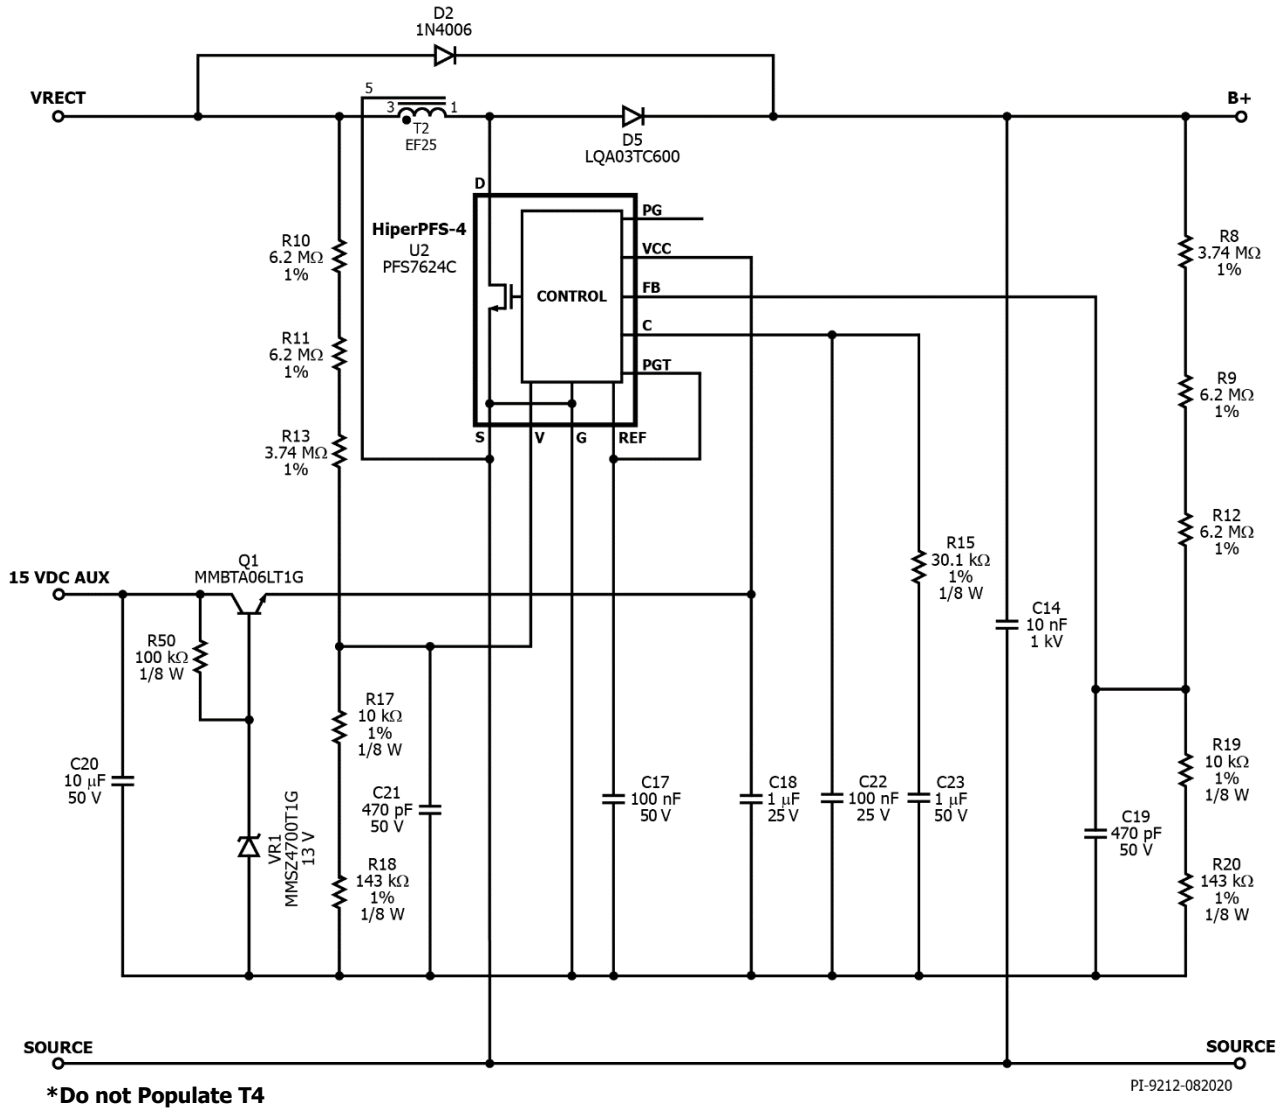 D2
1N4006
VRECT
5
3
1
T2
EF25
D5
LQA03TC600
B+
D
HiperPFS-4
U2
PFS7624C
CONTROL
PG
VCC
FB
C
PGT
S
V
G
REF
R10
6.2 MΩ
1%
R11
6.2 MΩ
1%
R13
3.74 MΩ
1%
R8
3.74 MΩ
1%
R9
6.2 MΩ
1%
R12
6.2 MΩ
1%
15 VDC AUX
Q1
MMBTA06LT1G
R50
100 kΩ
1/8 W
R15
30.1 kΩ
1%
1/8 W
C14
10 nF
1 kV
R17
10 kΩ
1%
1/8 W
C20
10 μF
50 V
VR1
MMSZ4700T1G
13 V
C21
470 pF
50 V
R18
143 kΩ
1%
1/8 W
C17
100 nF
50 V
C18
1 μF
25 V
C22
100 nF
25 V
C23
1 μF
50 V
C19
470 pF
50 V
R19
10 kΩ
1%
1/8 W
R20
143 kΩ
1%
1/8 W
SOURCE
SOURCE
*Do not Populate T4
PI-9212-082020